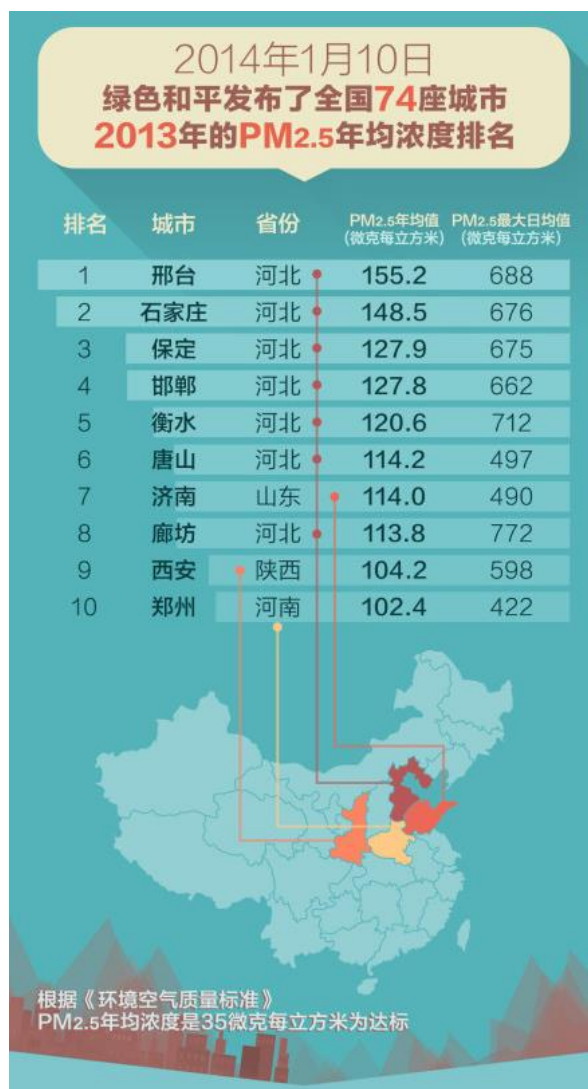 2014年1月10日
绿色和平发布了全国74座城市
2013年的PM2.5年均浓度排名
排名 城市 省份 PM2.5年均值 (微克每立方米) PM2.5最大日均值 (微克每立方米)
1 邢台 河北 155.2 688
2 石家庄 河北 148.5 676
3 保定 河北 127.9 675
4 邯郸 河北 127.8 662
5 衡水 河北 120.6 712
6 唐山 河北 114.2 497
7 济南 山东 114.0 490
8 廊坊 河北 113.8 772
9 西安 陕西 104.2 598
10 郑州 河南 102.4 422
根据《环境空气质量标准》
PM2.5年均浓度是35微克每立方米为达标